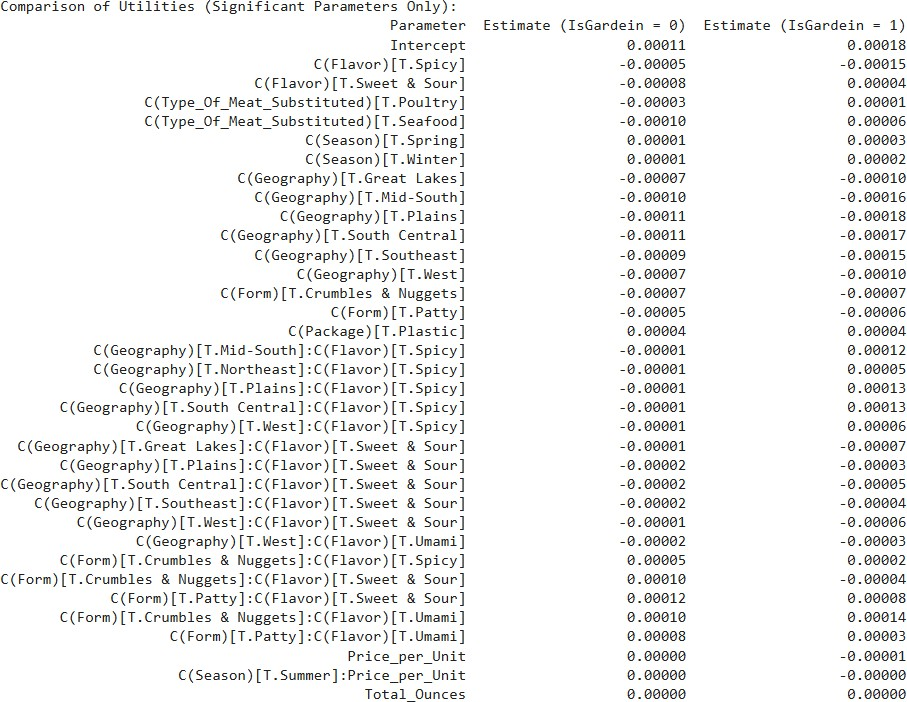 Comparison of Utilities (Significant Parameters Only):
Parameter Estimate (IsGardein = 0) Estimate (IsGardein = 1)
Intercept 0.00011 0.00018
C(Flavor)[T.Spicy] -0.00005 -0.00015
C(Flavor)[T.Sweet & Sour] -0.00008 0.00004
C(Type_Of_Meat_Substituted)[T.Poultry] -0.00003 0.00001
C(Type_Of_Meat_Substituted)[T.Seafood] -0.00010 0.00006
C(Season)[T.Spring] 0.00001 0.00003
C(Season)[T.Winter] 0.00001 0.00002
C(Geography)[T.Great Lakes] -0.00007 -0.00010
C(Geography)[T.Mid-South] -0.00010 -0.00016
C(Geography)[T.Plains] -0.00011 -0.00018
C(Geography)[T.South Central] -0.00011 -0.00017
C(Geography)[T.Southeast] -0.00009 -0.00015
C(Geography)[T.West] -0.00007 -0.00010
C(Form)[T.Crumbles & Nuggets] -0.00007 -0.00007
C(Form)[T.Patty] -0.00005 -0.00006
C(Package)[T.Plastic] 0.00004 0.00004
C(Geography)[T.Mid-South]:C(Flavor)[T.Spicy] -0.00001 0.00012
C(Geography)[T.Northeast]:C(Flavor)[T.Spicy] -0.00001 0.00005
C(Geography)[T.Plains]:C(Flavor)[T.Spicy] -0.00001 0.00013
C(Geography)[T.South Central]:C(Flavor)[T.Spicy] -0.00001 0.00013
C(Geography)[T.West]:C(Flavor)[T.Spicy] -0.00001 0.00006
C(Geography)[T.Great Lakes]:C(Flavor)[T.Sweet & Sour] -0.00001 -0.00007
C(Geography)[T.Plains]:C(Flavor)[T.Sweet & Sour] -0.00002 -0.00003
C(Geography)[T.South Central]:C(Flavor)[T.Sweet & Sour] -0.00002 -0.00005
C(Geography)[T.Southeast]:C(Flavor)[T.Sweet & Sour] -0.00002 -0.00004
C(Geography)[T.West]:C(Flavor)[T.Sweet & Sour] -0.00001 -0.00006
C(Geography)[T.West]:C(Flavor)[T.Umami] -0.00002 -0.00003
C(Form)[T.Crumbles & Nuggets]:C(Flavor)[T.Spicy] 0.00005 0.00002
C(Form)[T.Crumbles & Nuggets]:C(Flavor)[T.Sweet & Sour] 0.00010 -0.00004
C(Form)[T.Patty]:C(Flavor)[T.Sweet & Sour] 0.00012 0.00008
C(Form)[T.Crumbles & Nuggets]:C(Flavor)[T.Umami] 0.00010 0.00014
C(Form)[T.Patty]:C(Flavor)[T.Umami] 0.00008 0.00003
Price_per_Unit 0.00000 -0.00001
C(Season)[T.Summer]:Price_per_Unit 0.00000 -0.00000
Total_Ounces 0.00000 0.00000